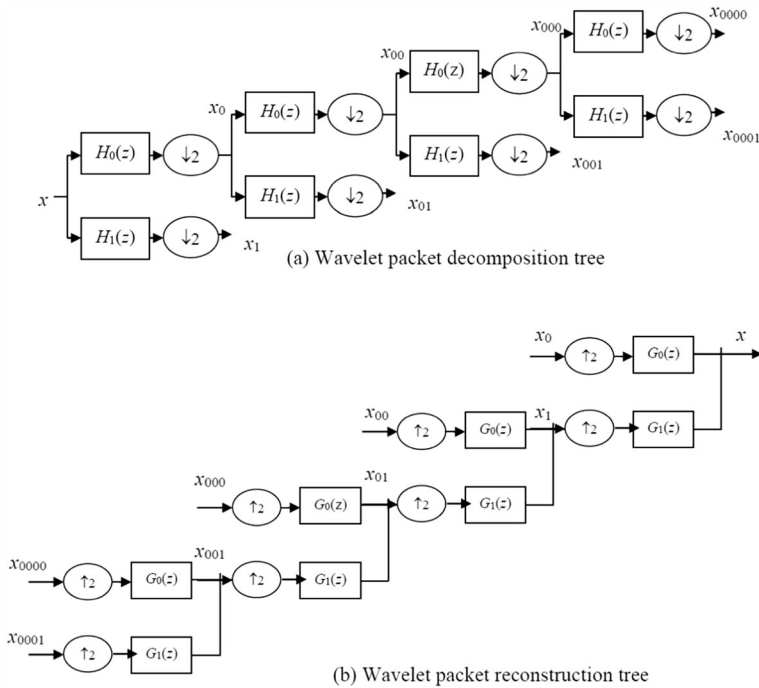 x0000
x000 H0(z) ↓2
x00 H0(z) ↓2
x0 H0(z) ↓2 H1(z) ↓2
x0001
H0(z) ↓2 H1(z) ↓2
x001
x H1(z) ↓2
x01
H1(z) ↓2
x1
(a) Wavelet packet decomposition tree
x0 x
↑2 G0(z)
x00 x1
↑2 G0(z) ↑2 G1(z)
x000 x01
↑2 G0(z) ↑2 G1(z)
x0000 x001
↑2 G0(z) ↑2 G1(z)
x0001
↑2 G1(z)
(b) Wavelet packet reconstruction tree